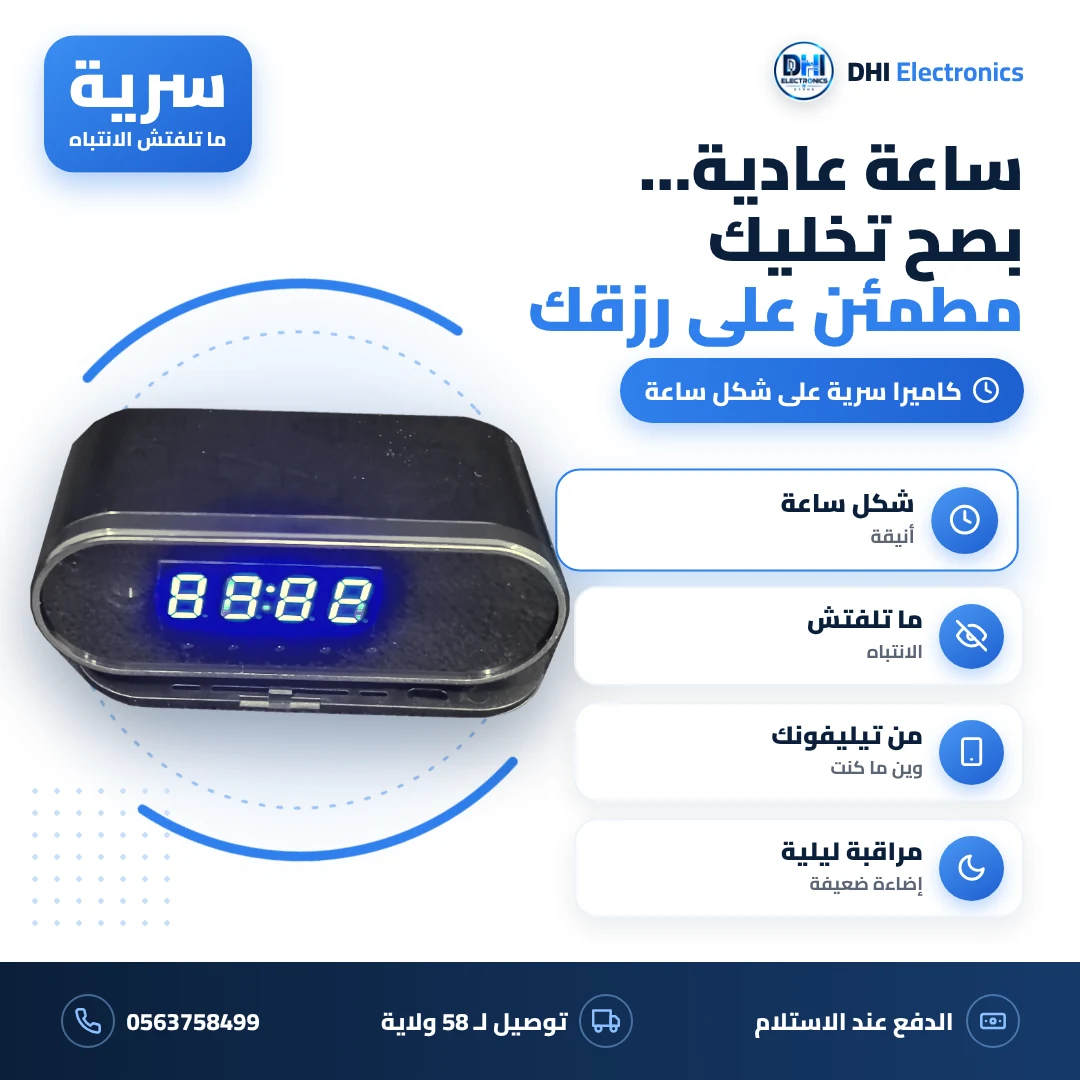 سرية
ما تلفتش الانتباه
DHI
ELECTRONICS
DHI Electronics
ساعة عادية...
بصح تخليك
مطمئن على رزقك
كاميرا سرية على شكل ساعة
شكل ساعة
أنيقة
ما تلفتش
الانتباه
من تيليفونك
وين ما كنت
مراقبة ليلية
إضاءة ضعيفة
الدفع عند الاستلام
توصيل لـ 58 ولاية
0563758499